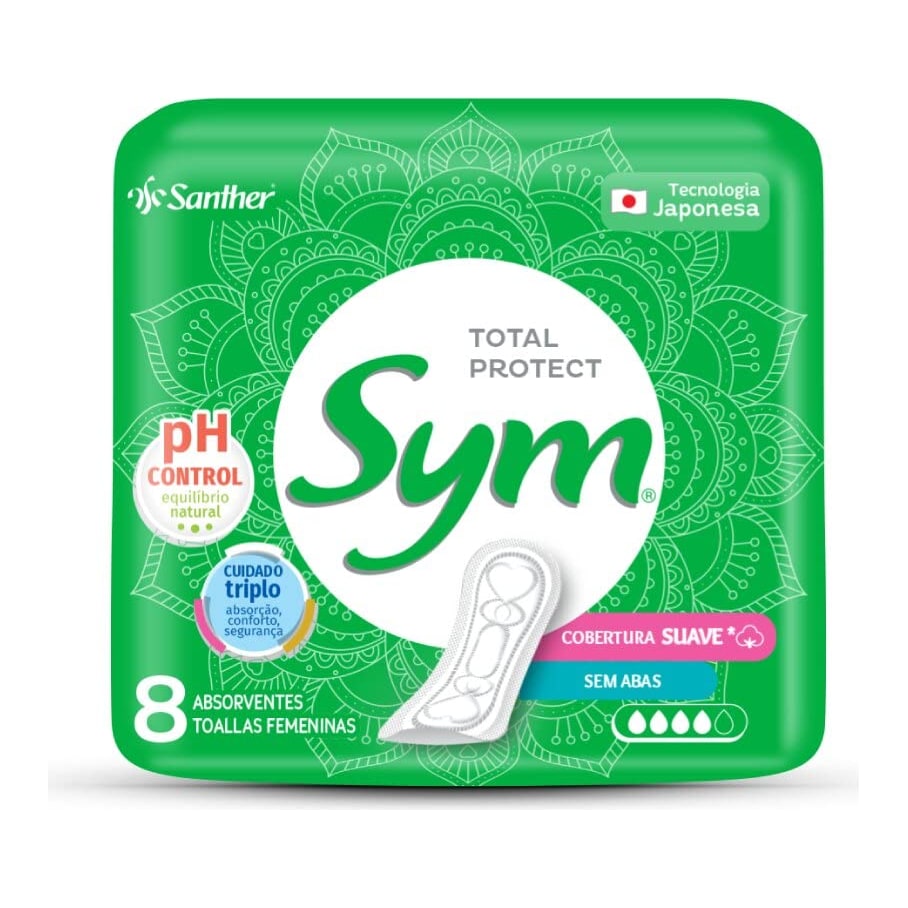 Santher®
Tecnologia
Japonesa
TOTAL
PROTECT
Sym®
pH
CONTROL
equilíbrio
natural
CUIDADO
triplo
absorção,
conforto,
segurança
COBERTURA SUAVE*
SEM ABAS
8 ABSORVENTES
TOALLAS FEMENINAS